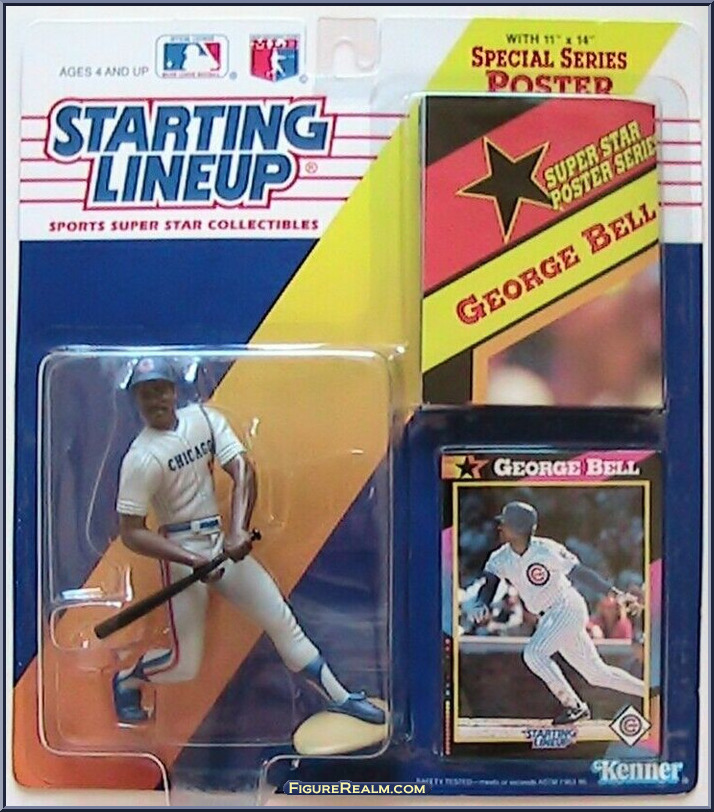 WITH 11" x 14"
SPECIAL SERIES
POSTER
AGES 4 AND UP
STARTING
LINEUP®
SPORTS SUPER STAR COLLECTIBLES
SUPER STAR
POSTER SERIE
GEORGE BELL
CHICAGO
GEORGE BELL
STARTING
LINEUP
Kenner
FIGUREREALM.COM